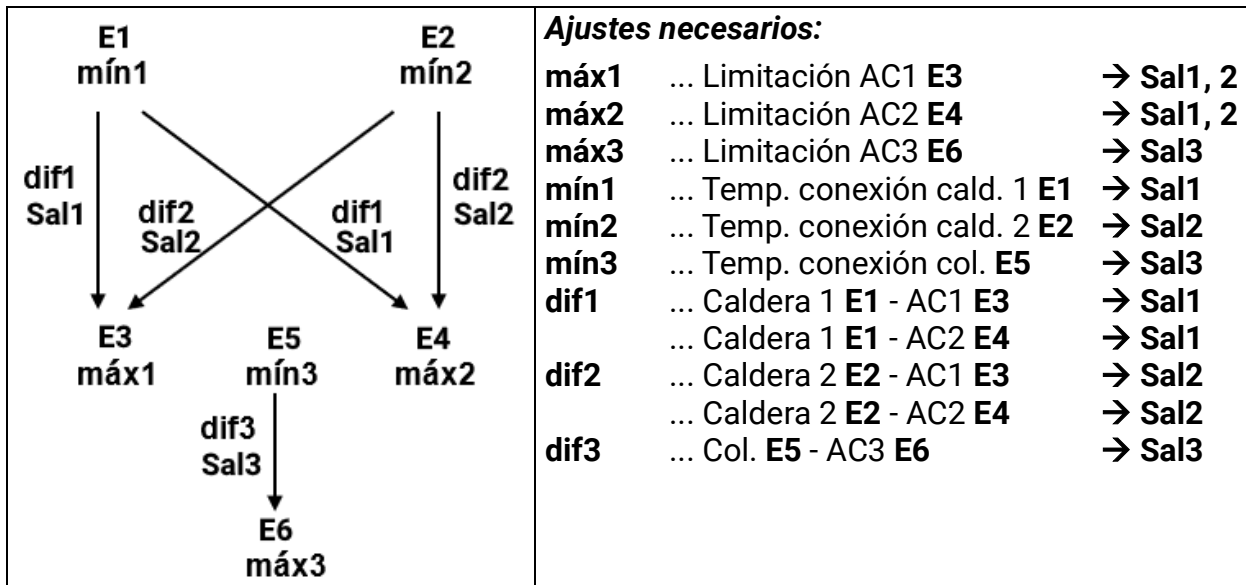 E1
mín1
E2
mín2
dif1
Sal1
dif2
Sal2
dif1
Sal1
dif2
Sal2
E3
máx1
E5
mín3
E4
máx2
dif3
Sal3
E6
máx3
Ajustes necesarios:
máx1 ... Limitación AC1 E3 → Sal1, 2
máx2 ... Limitación AC2 E4 → Sal1, 2
máx3 ... Limitación AC3 E6 → Sal3
mín1 ... Temp. conexión cald. 1 E1 → Sal1
mín2 ... Temp. conexión cald. 2 E2 → Sal2
mín3 ... Temp. conexión col. E5 → Sal3
dif1 ... Caldera 1 E1 - AC1 E3 → Sal1
... Caldera 1 E1 - AC2 E4 → Sal1
dif2 ... Caldera 2 E2 - AC1 E3 → Sal2
... Caldera 2 E2 - AC2 E4 → Sal2
dif3 ... Col. E5 - AC3 E6 → Sal3